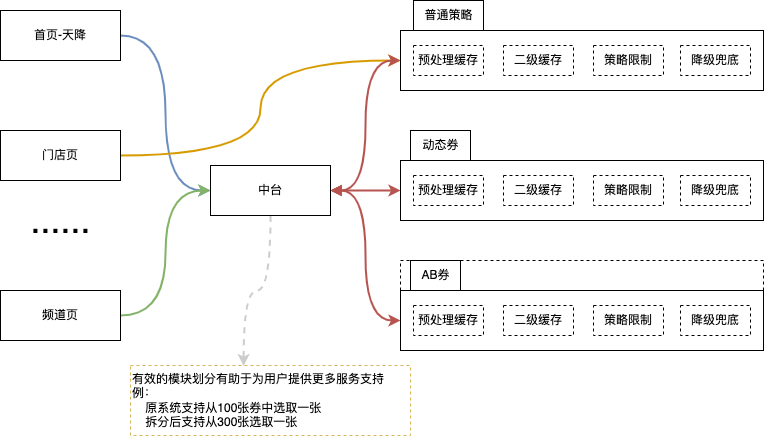 首页-天降
门店页
······
频道页
中台
有效的模块划分有助于为用户提供更多服务支持
例：
原系统支持从100张券中选取一张
拆分后支持从300张选取一张
普通策略
预处理缓存 二级缓存 策略限制 降级兜底
动态券
预处理缓存 二级缓存 策略限制 降级兜底
AB券
预处理缓存 二级缓存 策略限制 降级兜底